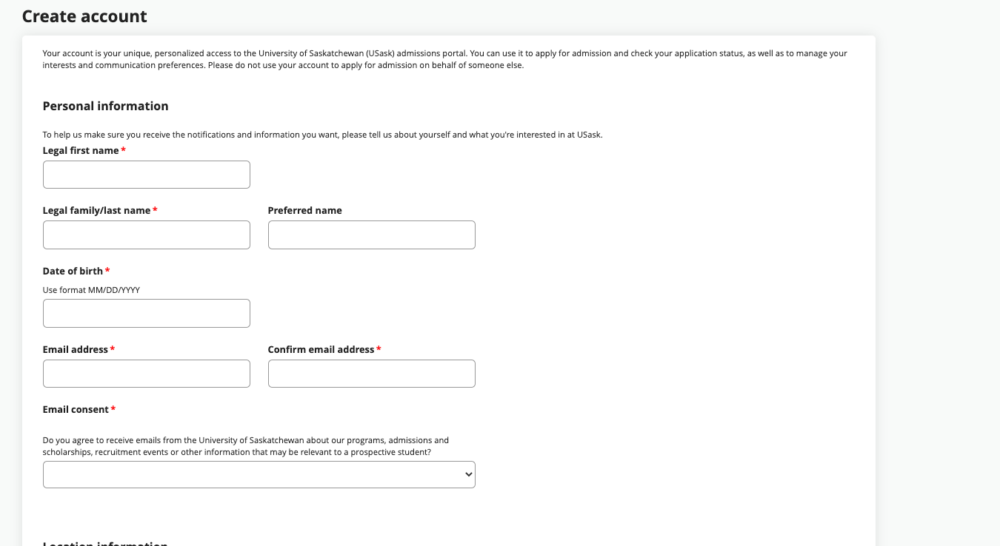 Create account
Your account is your unique, personalized access to the University of Saskatchewan (USask) admissions portal. You can use it to apply for admission and check your application status, as well as to manage your
interests and communication preferences. Please do not use your account to apply for admission on behalf of someone else.
Personal information
To help us make sure you receive the notifications and information you want, please tell us about yourself and what you're interested in at USask.
Legal first name *
Legal family/last name * Preferred name
Date of birth *
Use format MM/DD/YYYY
Email address * Confirm email address *
Email consent *
Do you agree to receive emails from the University of Saskatchewan about our programs, admissions and
scholarships, recruitment events or other information that may be relevant to a prospective student?
Location information